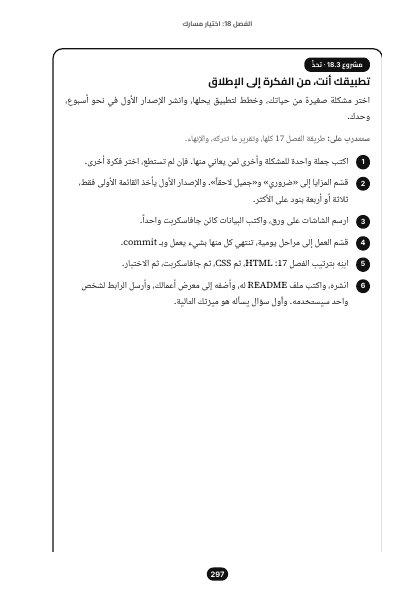 الفصل 18: اختيار مسارك
مشروع 18.3 · تحدٍّ
تطبيقك أنت، من الفكرة إلى الإطلاق
اختر مشكلة صغيرة من حياتك، وخطط لتطبيق يحلها، وانشر الإصدار الأول في نحو أسبوع،
وحدك.
ستتدرب على: طريقة الفصل 17 كلها، وتقرير ما تتركه، والإنهاء.
1 اكتب جملة واحدة للمشكلة وأخرى لمن يعاني منها. فإن لم تستطع، اختر فكرة أخرى.
2 قسّم المزايا إلى «ضروري» و«جميل لاحقاً». والإصدار الأول يأخذ القائمة الأولى فقط،
ثلاثة أو أربعة بنود على الأكثر.
3 ارسم الشاشات على ورق، واكتب البيانات كائن جافاسكربت واحداً.
4 قسّم العمل إلى مراحل يومية، تنتهي كل منها بشيء يعمل وبـ commit.
5 ابنِه بترتيب الفصل 17: HTML، ثم CSS، ثم جافاسكربت، ثم الاختبار.
6 انشره، واكتب ملف README له، وأضفه إلى معرض أعمالك، وأرسل الرابط لشخص
واحد سيستخدمه. وأول سؤال يسأله هو ميزتك التالية.
297